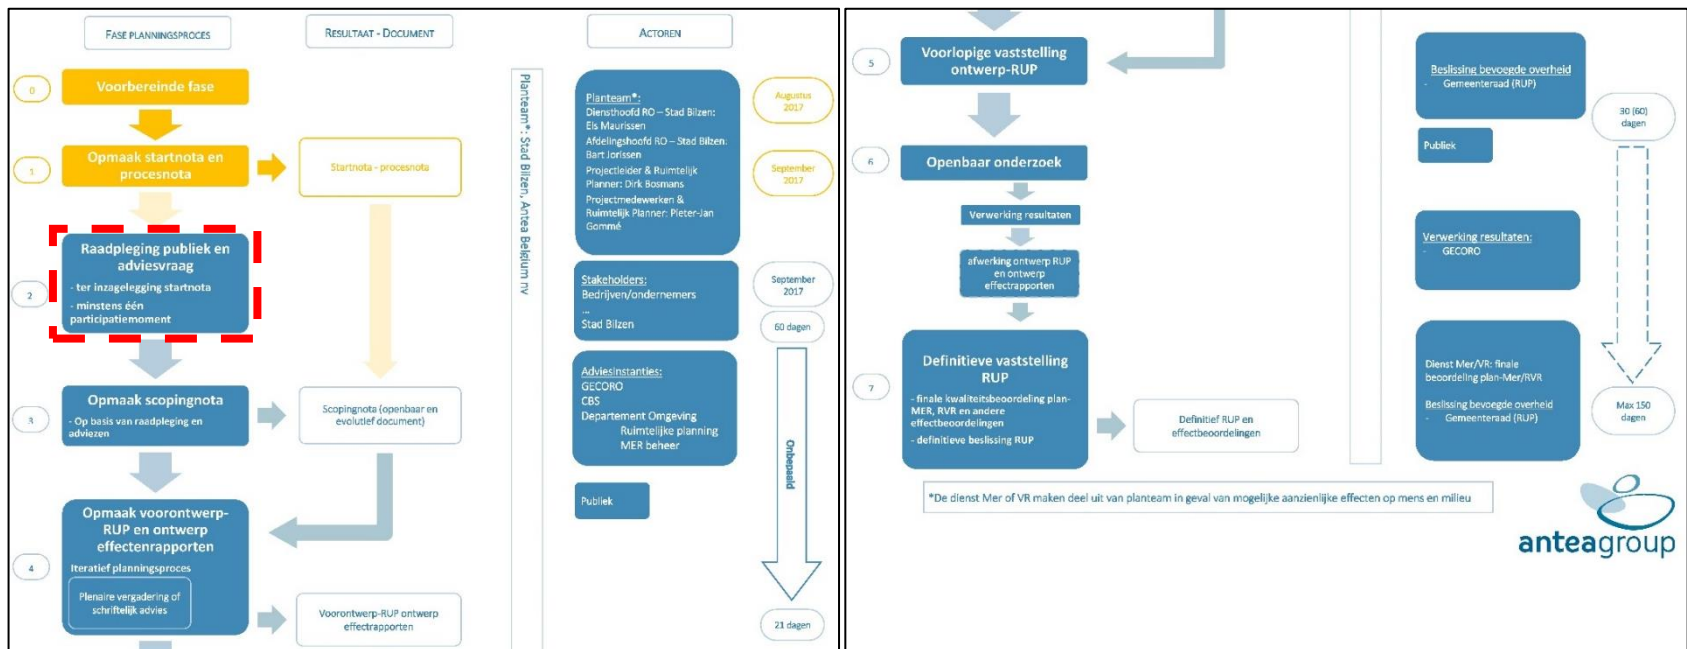 FASE PLANNINGSPROCES
RESULTAAT - DOCUMENT
ACTOREN
0
Voorbereinde fase
1
Opmaak startnota en
procesnota
Startnota - procesnota
2
Raadpleging publiek en
adviesvraag
- ter inzagelegging startnota
- minstens één
participatiemoment
3
Opmaak scopingnota
- Op basis van raadpleging en
adviezen
Scopingnota (openbaar en
evolutief document)
4
Opmaak voorontwerp-
RUP en ontwerp
effectenrapporten
Iteratief planningsproces
Plenaire vergadering of
schriftelijk advies
Voorontwerp-RUP ontwerp
effectrapporten
Planteam*: Stad Bilzen, Antea Belgium nv
Planteam*:
Diensthoofd RO – Stad Bilzen:
Els Maurissen
Afdelingshoofd RO – Stad Bilzen:
Bart Jorissen
Projectleider & Ruimtelijk
Planner: Dirk Bosmans
Projectmedewerken &
Ruimtelijk Planner: Pieter-Jan
Gommé
Stakeholders:
Bedrijven/ondernemers
...
Stad Bilzen
Adviesinstanties:
GECORO
CBS
Departement Omgeving
Ruimtelijke planning
MER beheer
Publiek
Augustus
2017
September
2017
September
2017
60 dagen
Onbepaald
21 dagen
5
Voorlopige vaststelling
ontwerp-RUP
6
Openbaar onderzoek
Verwerking resultaten
afwerking ontwerp RUP
en ontwerp
effectrapporten
7
Definitieve vaststelling
RUP
- finale kwaliteitsbeoordeling plan-
MER, RVR en andere
effectbeoordelingen
- definitieve beslissing RUP
Definitief RUP en
effectbeoordelingen
Beslissing bevoegde overheid
- Gemeenteraad (RUP)
Publiek
Verwerking resultaten:
- GECORO
Dienst Mer/VR: finale
beoordeling plan-Mer/RVR
Beslissing bevoegde overheid
- Gemeenteraad (RUP)
30 (60)
dagen
Max 150
dagen
*De dienst Mer of VR maken deel uit van planteam in geval van mogelijke aanzienlijke effecten op mens en milieu
anteagroup